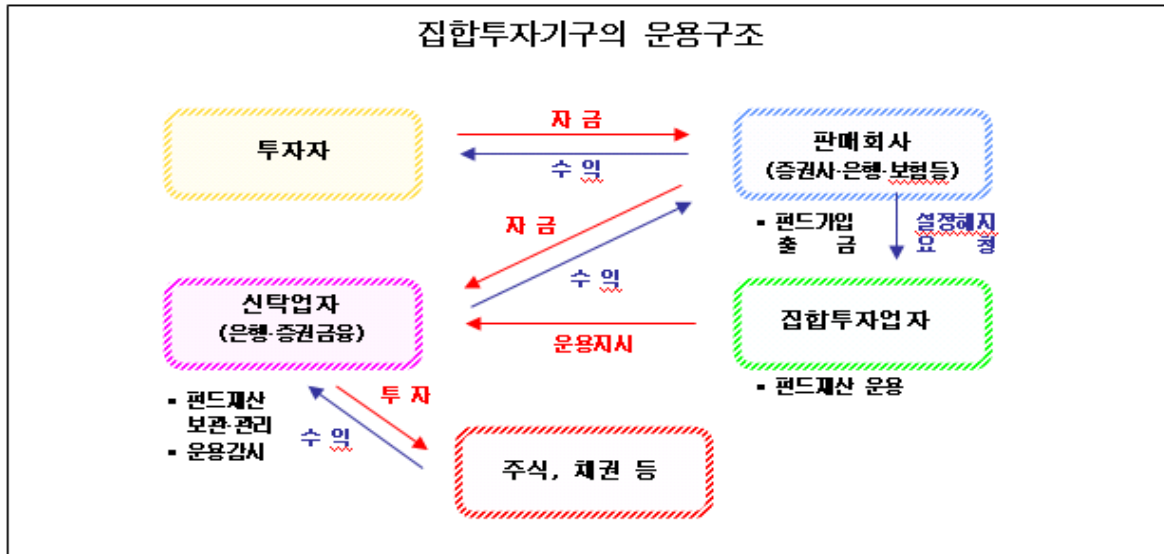 집합투자기구의 운용구조
투자자
자 금
수 익
판매회사
(증권사·은행·보험등)
▪ 펀드가입
출 금
설정해지
요 청
자 금
수 익
신탁업자
(은행·증권금융)
운용지시
집합투자업자
▪ 펀드재산 운용
▪ 펀드재산
보관·관리
▪ 운용감시
투 자
수 익
주식, 채권 등